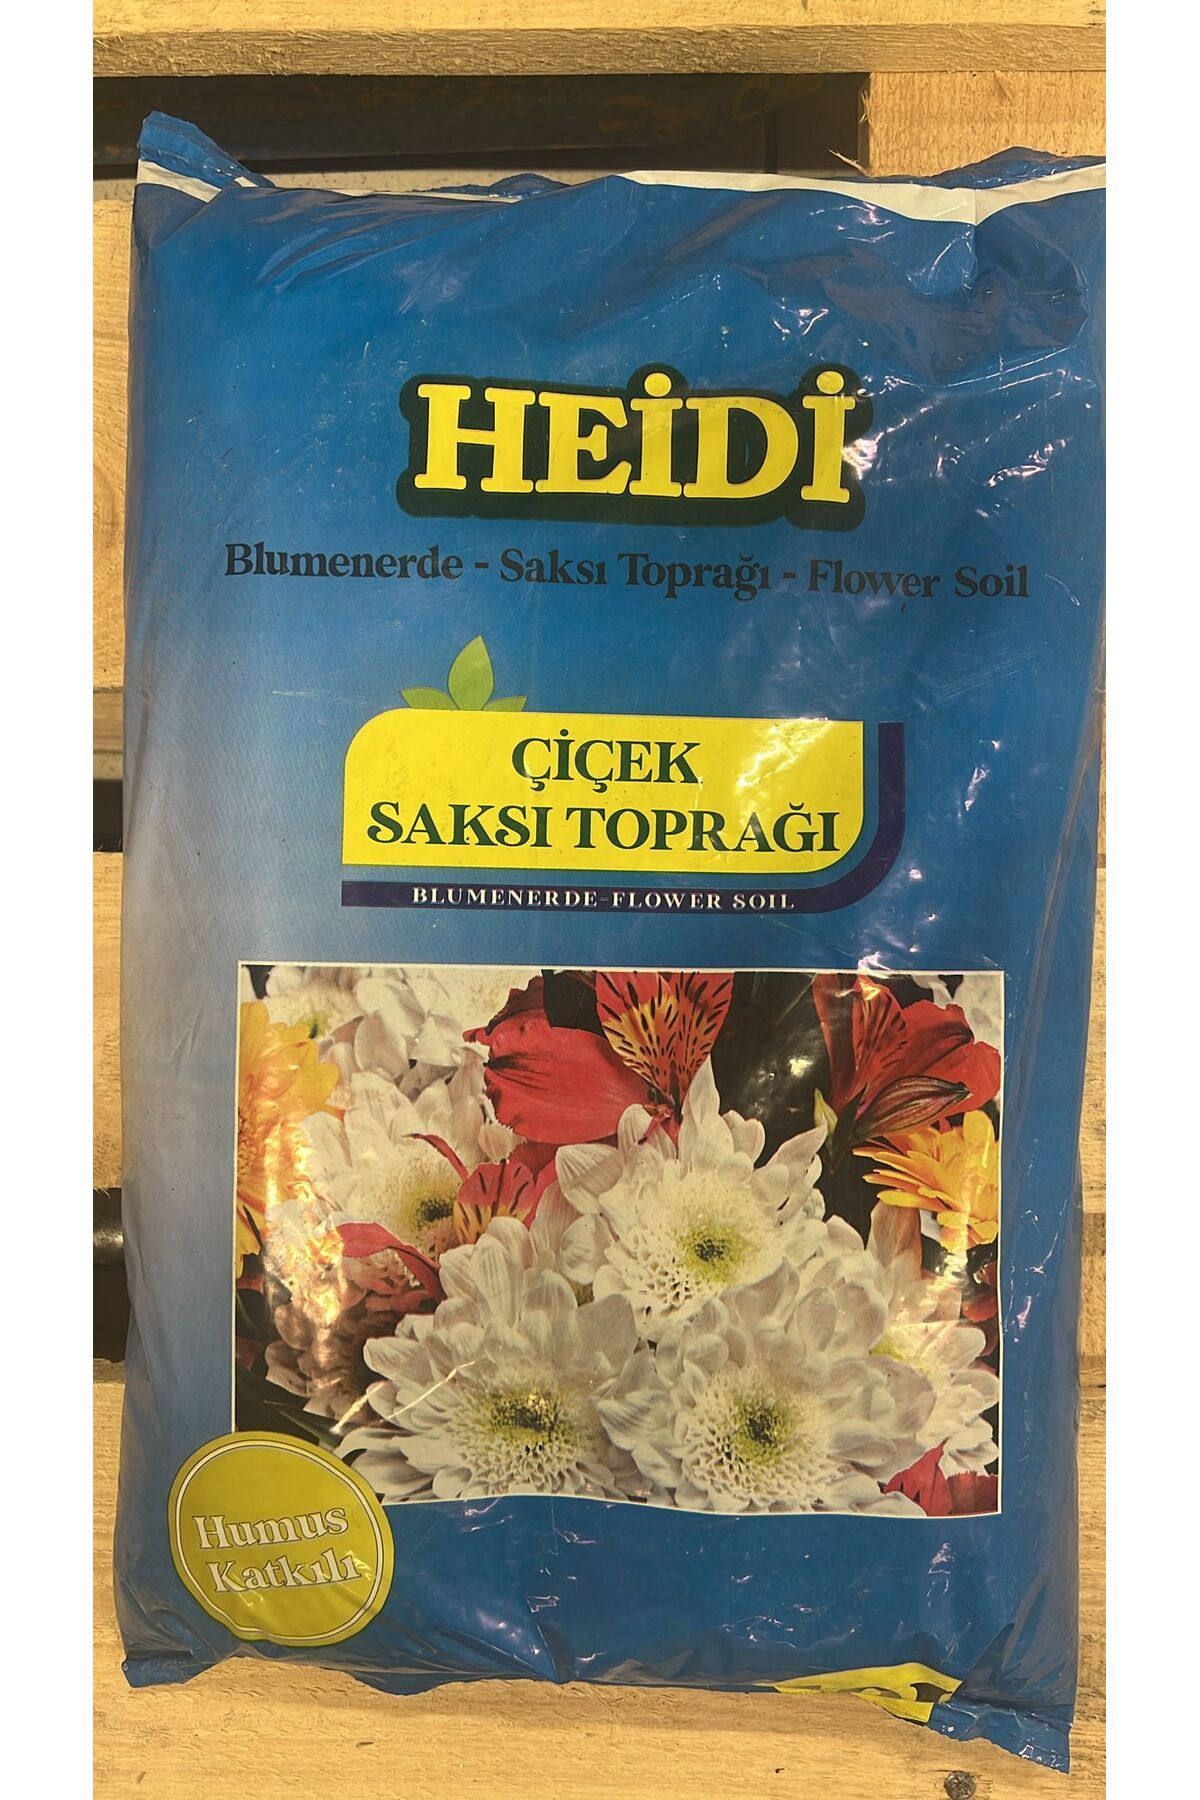 HEİDİ
Blumenerde - Saksı Toprağı - Flower Soil
ÇİÇEK
SAKSI TOPRAĞI
BLUMENERDE-FLOWER SOIL
Humus
Katkılı